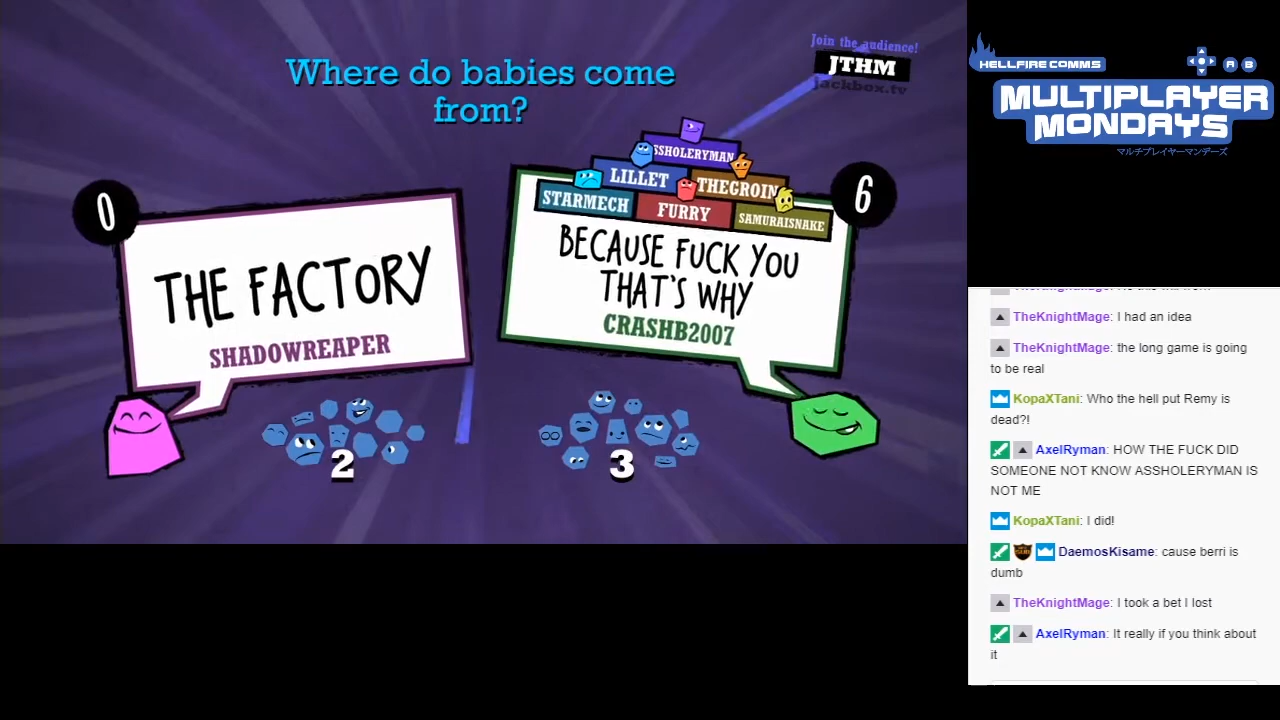 Where do babies come
from?
Join the audience!
JTHM
jackbox.tv
0
THE FACTORY
SHADOWREAPER
2
SSHOLERYMAN
LILLET
THEGROIN
STARMECH
FURRY
SAMURAISNAKE
6
BECAUSE FUCK YOU
THAT'S WHY
CRASHB2007
3
HELLFIRE COMMS
A B
MULTIPLAYER
MONDAYS
マルチプレイヤーマンデーズ
TheKnightMage: I had an idea
TheKnightMage: the long game is going
to be real
KopaXTani: Who the hell put Remy is
dead?!
AxelRyman: HOW THE FUCK DID
SOMEONE NOT KNOW ASSHOLERYMAN IS
NOT ME
KopaXTani: I did!
DaemosKisame: cause berri is
dumb
TheKnightMage: I took a bet I lost
AxelRyman: It really if you think about
it